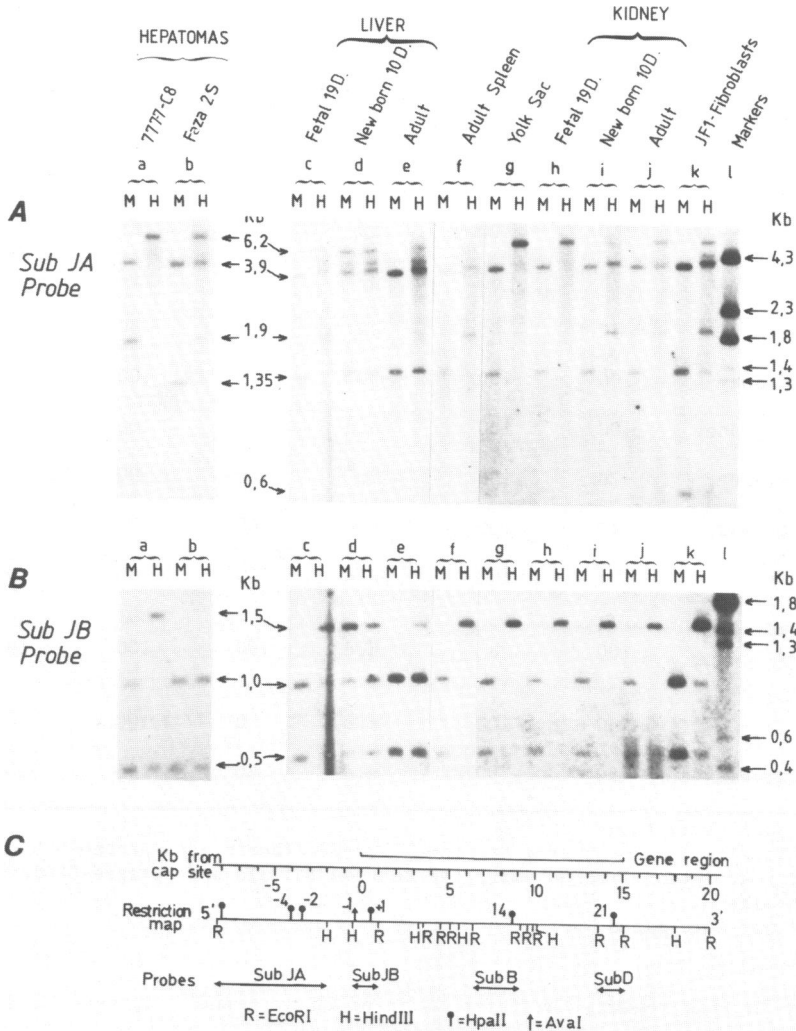 HEPATOMAS
LIVER
KIDNEY
7777-C8
Faza 2S
Fetal 19D.
New born 10 D.
Adult
Adult Spleen
Yolk Sac
Fetal 19D.
New born 10D.
Adult
JF1-Fibroblasts
Markers
a b c d e f g h i j k l
M H M H M H M H M H M H M H M H M H M H M H
A
Sub JA
Probe
Kb
6,2
3,9
1,9
1,35
0,6
Kb
4,3
2,3
1,8
1,4
1,3
a b c d e f g h i j k l
M H M H M H M H M H M H M H M H M H M H M H
B
Sub JB
Probe
Kb
1,5
1,0
0,5
Kb
1,8
1,4
1,3
0,6
0,4
C
Kb from
cap site
-5 0 5 10 15 20
Gene region
Restriction
map
5' -4 -2 -1 +1 14 21 3'
R H H R H R R R R R R R R R H R R H R
Probes
Sub JA SubJB Sub B SubD
R=EcoRI H=HindIII =HpaII =AvaI